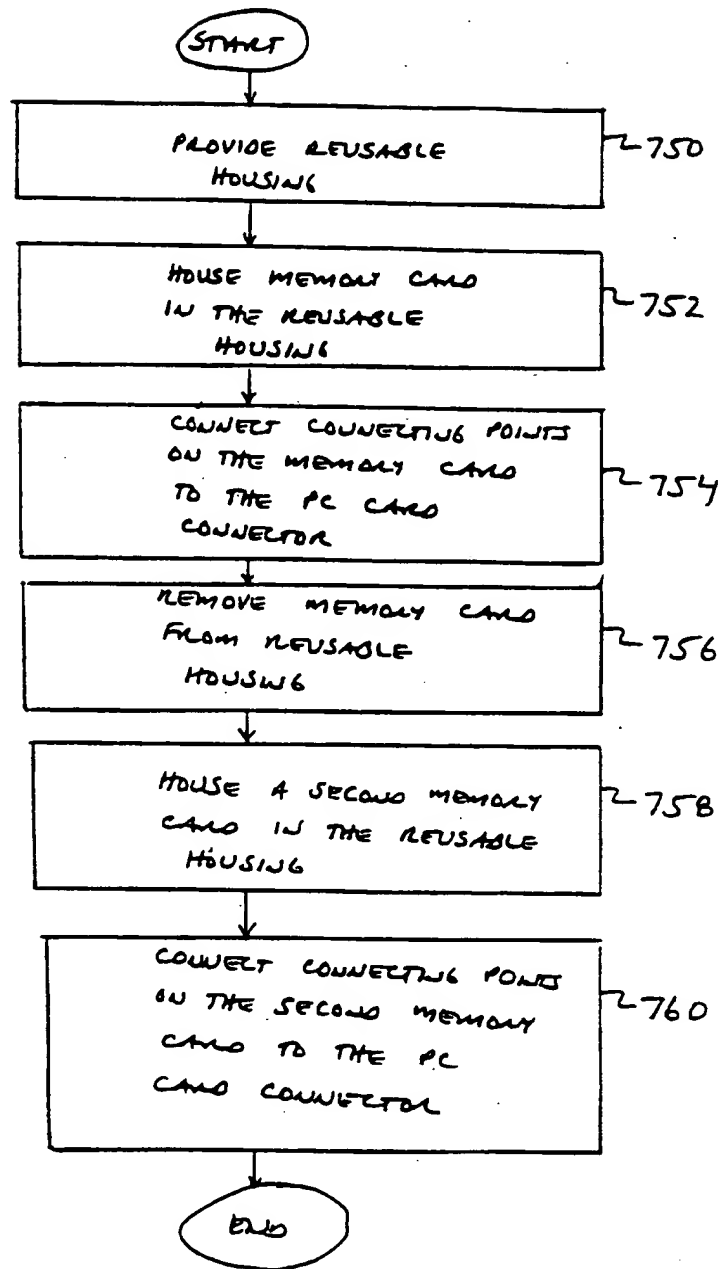 START
PROVIDE REUSABLE
HOUSING
750
HOUSE MEMORY CARD
IN THE REUSABLE
HOUSING
752
CONNECT CONNECTING POINTS
ON THE MEMORY CARD
TO THE PC CARD
CONNECTOR
754
REMOVE MEMORY CARD
FROM REUSABLE
HOUSING
756
HOUSE A SECOND MEMORY
CARD IN THE REUSABLE
HOUSING
758
CONNECT CONNECTING POINTS
ON THE SECOND MEMORY
CARD TO THE PC
CARD CONNECTOR
760
END